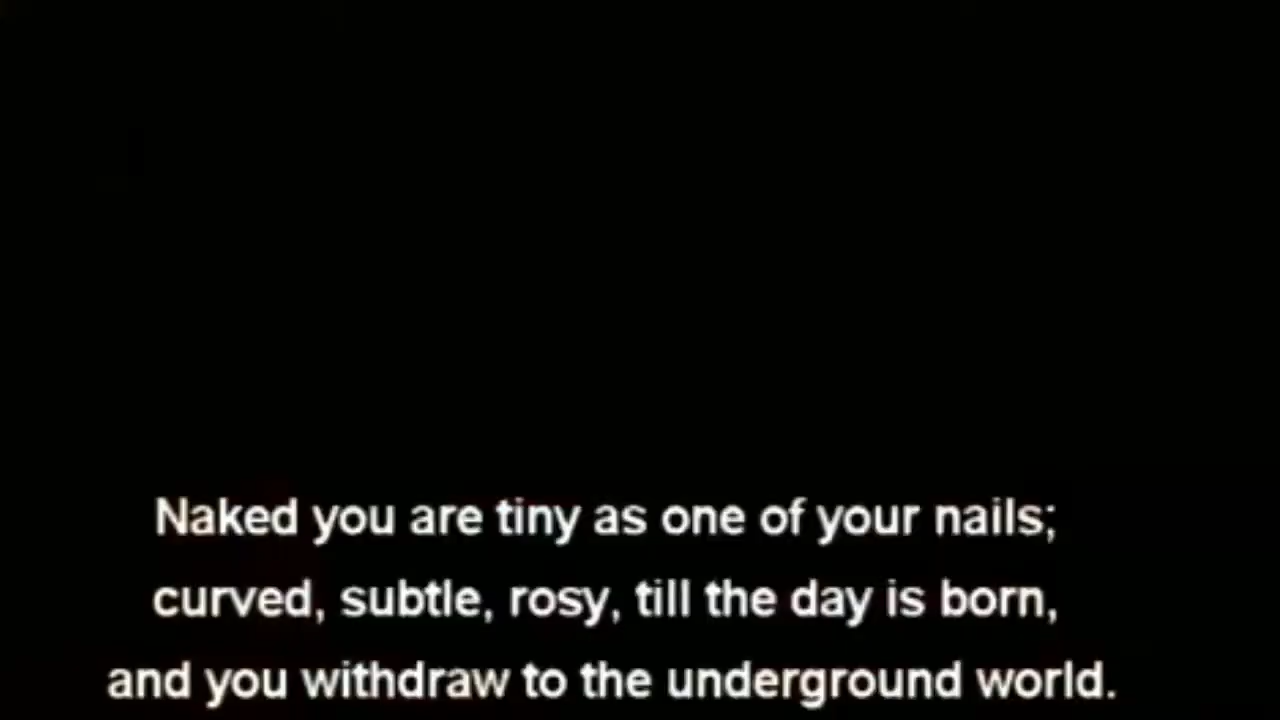 Naked you are tiny as one of your nails;
curved, subtle, rosy, till the day is born,
and you withdraw to the underground world.